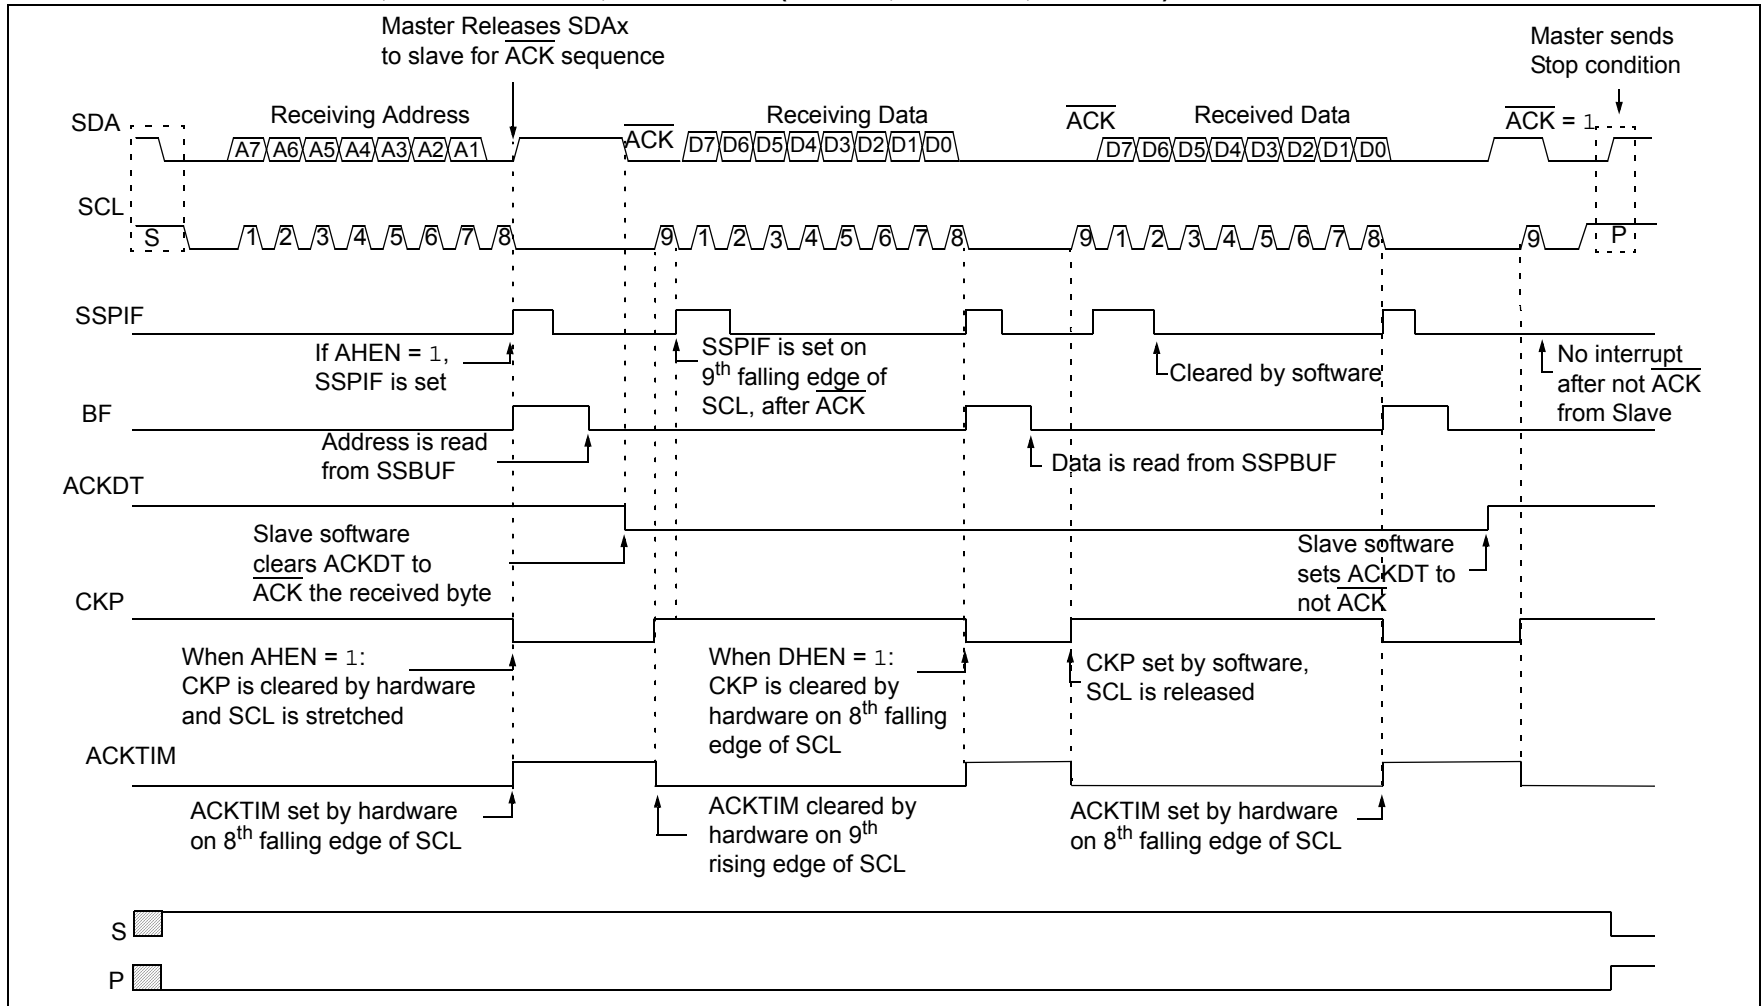 Master Releases SDAx
to slave for ACK sequence
Master sends
Stop condition
Receiving Address
Receiving Data
ACK
Received Data
ACK = 1
SDA
A7 A6 A5 A4 A3 A2 A1
ACK
D7 D6 D5 D4 D3 D2 D1 D0
D7 D6 D5 D4 D3 D2 D1 D0
SCL
S 1 2 3 4 5 6 7 8 9 1 2 3 4 5 6 7 8 9 1 2 3 4 5 6 7 8 9 P
SSPIF
If AHEN = 1,
SSPIF is set
SSPIF is set on
9th falling edge of
SCL, after ACK
Cleared by software
No interrupt
after not ACK
from Slave
BF
Address is read
from SSBUF
Data is read from SSPBUF
ACKDT
Slave software
clears ACKDT to
ACK the received byte
Slave software
sets ACKDT to
not ACK
CKP
When AHEN = 1:
CKP is cleared by hardware
and SCL is stretched
When DHEN = 1:
CKP is cleared by
hardware on 8th falling
edge of SCL
CKP set by software,
SCL is released
ACKTIM
ACKTIM set by hardware
on 8th falling edge of SCL
ACKTIM cleared by
hardware on 9th
rising edge of SCL
ACKTIM set by hardware
on 8th falling edge of SCL
S
P